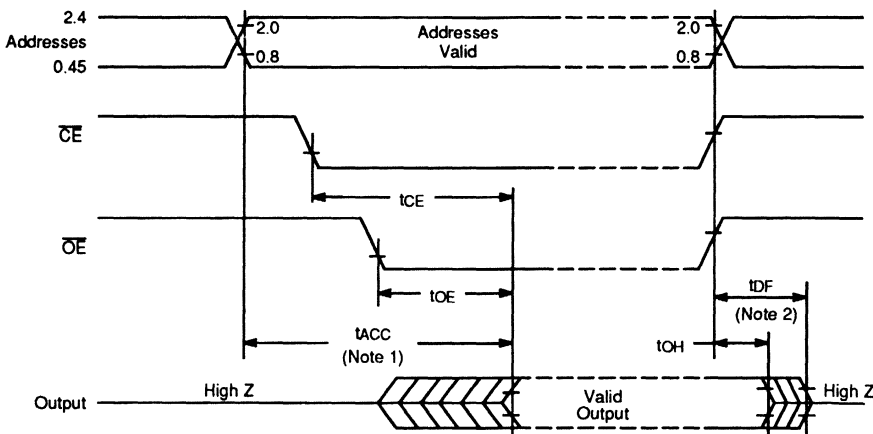 2.4
Addresses
0.45
2.0
0.8
Addresses
Valid
2.0
0.8
CE
tCE
OE
tOE
tDF
(Note 2)
tACC
(Note 1)
tOH
Output
High Z
Valid
Output
High Z